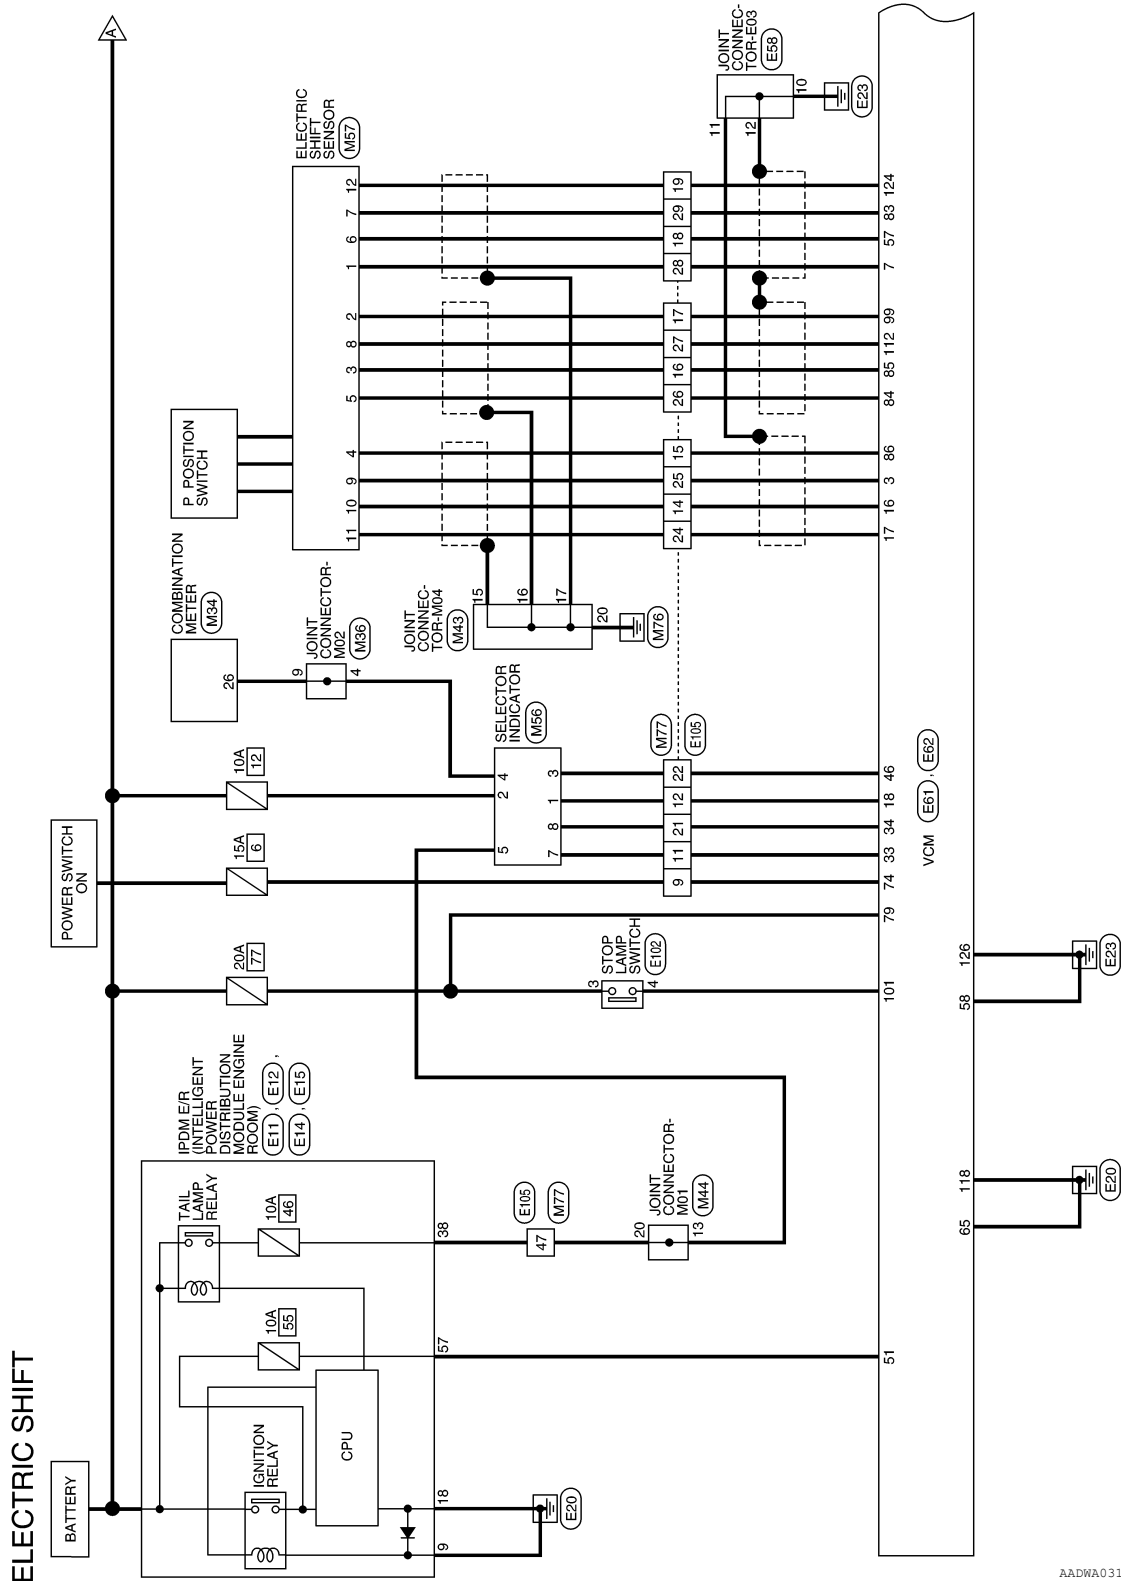 ELECTRIC SHIFT
BATTERY
A
IPDM E/R
(INTELLIGENT
POWER
DISTRIBUTION
MODULE ENGINE
ROOM)
E11 , E12 ,
E14 , E15
IGNITION
RELAY
CPU
TAIL
LAMP
RELAY
10A
55
10A
46
9
18
57
38
E20
E105
M77
47
20
13
JOINT
CONNECTOR-
M01
M44
20A
77
POWER SWITCH
ON
15A
6
10A
12
STOP
LAMP
SWITCH
E102
3
4
COMBINATION
METER
M34
26
JOINT
CONNECTOR-
M02
M36
9
4
SELECTOR
INDICATOR
M56
5
2
4
7
8
1
3
M77
E105
9
11
21
12
22
JOINT
CONNEC-
TOR-M04
M43
15
16
17
20
M76
P POSITION
SWITCH
ELECTRIC
SHIFT
SENSOR
M57
11
10
9
4
5
3
8
2
1
6
7
12
24
14
25
15
26
16
27
17
28
18
29
19
JOINT
CONNEC-
TOR-E03
E58
11
12
10
E23
51
101
79
74
33
34
18
46
17
16
3
86
84
85
112
99
7
57
83
124
VCM E61 , E62
65
118
E20
58
126
E23
AADWA031